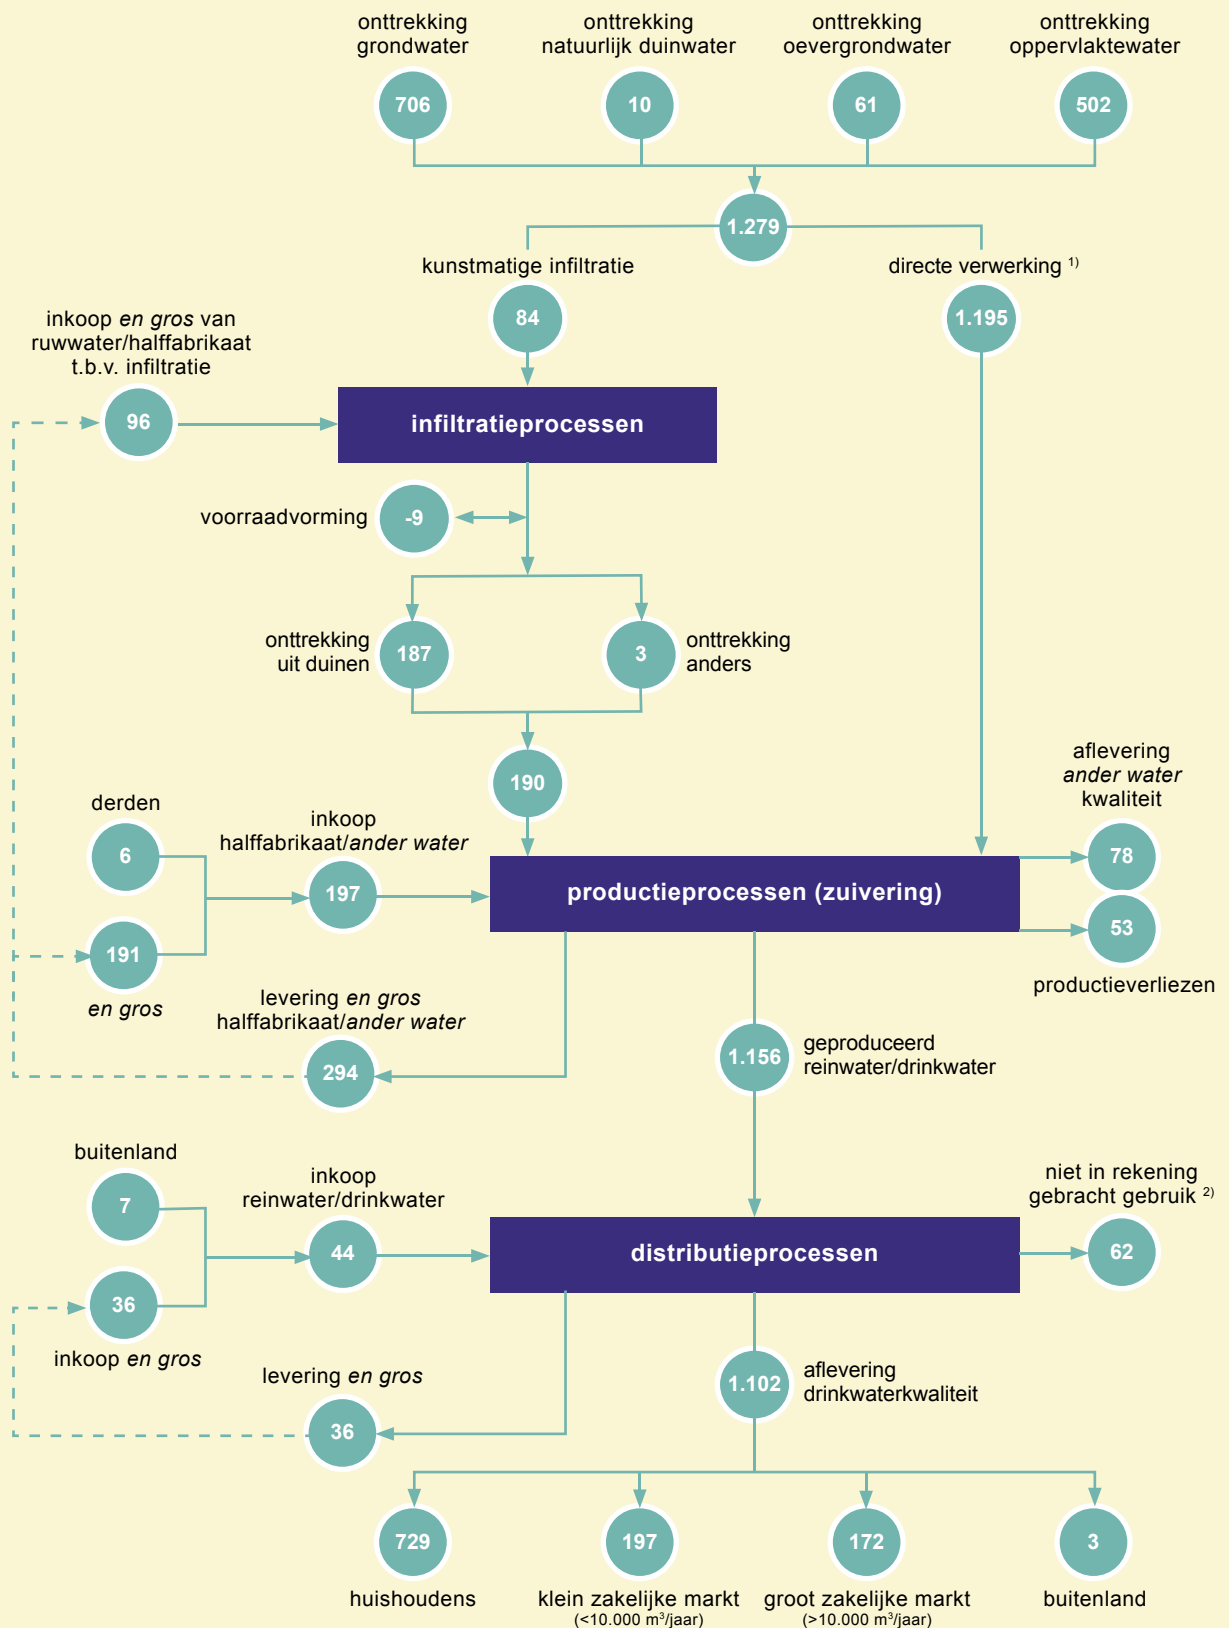 onttrekking
grondwater
onttrekking
natuurlijk duinwater
onttrekking
oevergrondwater
onttrekking
oppervlaktewater
706
10
61
502
1.279
kunstmatige infiltratie
directe verwerking 1)
84
1.195
inkoop en gros van
ruwwater/halffabrikaat
t.b.v. infiltratie
96
infiltratieprocessen
voorraadvorming
-9
onttrekking
uit duinen
187
3
onttrekking
anders
190
aflevering
ander water
kwaliteit
78
derden
6
inkoop
halffabrikaat/ander water
197
productieprocessen (zuivering)
191
en gros
53
productieverliezen
levering en gros
halffabrikaat/ander water
294
1.156
geproduceerd
reinwater/drinkwater
buitenland
7
inkoop
reinwater/drinkwater
44
distributieprocessen
niet in rekening
gebracht gebruik 2)
62
36
inkoop en gros
levering en gros
36
1.102
aflevering
drinkwaterkwaliteit
729
197
172
3
huishoudens
klein zakelijke markt
(<10.000 m³/jaar)
groot zakelijke markt
(>10.000 m³/jaar)
buitenland